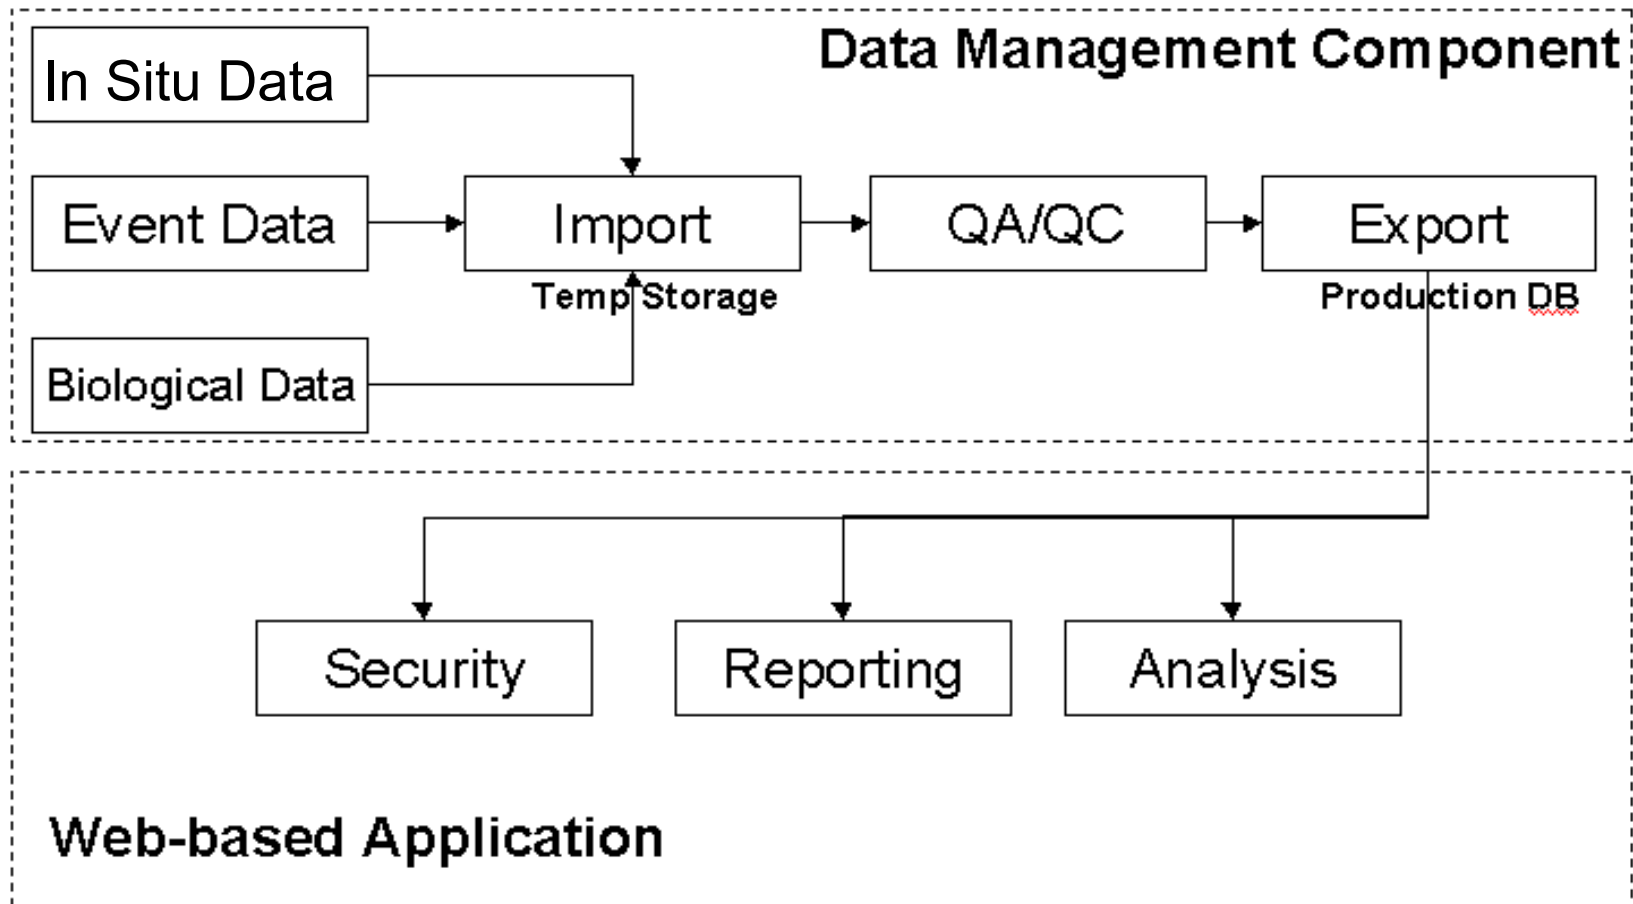 Data Management Component
In Situ Data
Event Data
Import
QA/QC
Export
Temp Storage
Production DB
Biological Data
Security
Reporting
Analysis
Web-based Application